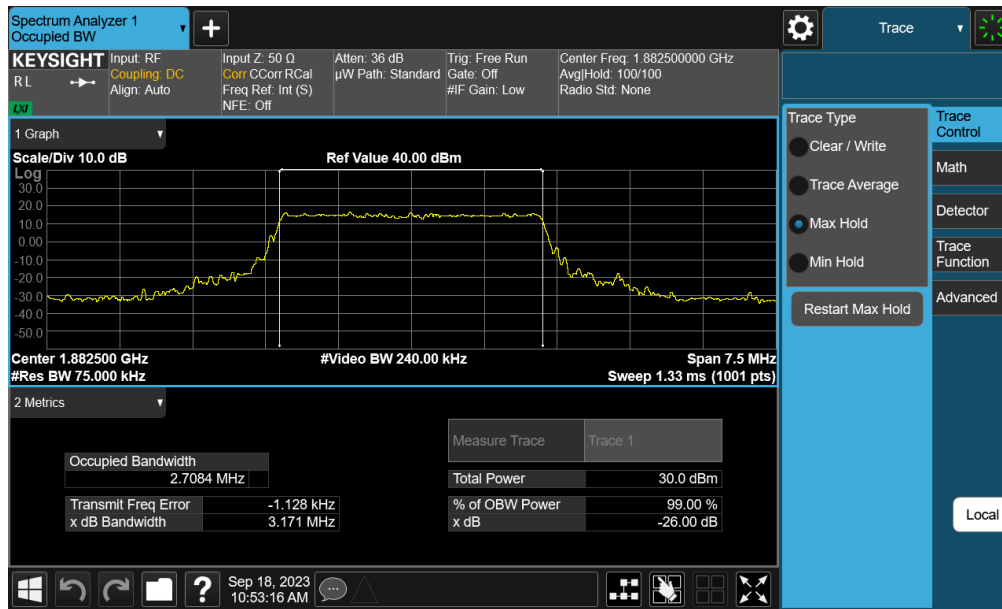 Spectrum Analyzer 1
Occupied BW
Trace
KEYSIGHT
RL
LXI
Input: RF
Coupling: DC
Align: Auto
Input Z: 50 Ω
Corr CCorr RCal
Freq Ref: Int (S)
NFE: Off
Atten: 36 dB
µW Path: Standard
Trig: Free Run
Gate: Off
#IF Gain: Low
Center Freq: 1.882500000 GHz
Avg|Hold: 100/100
Radio Std: None
1 Graph
Scale/Div 10.0 dB
Ref Value 40.00 dBm
Log
30.0
20.0
10.0
0.00
-10.0
-20.0
-30.0
-40.0
-50.0
Center 1.882500 GHz
#Video BW 240.00 kHz
Span 7.5 MHz
#Res BW 75.000 kHz
Sweep 1.33 ms (1001 pts)
2 Metrics
Measure Trace
Trace 1
Occupied Bandwidth
2.7084 MHz
Total Power
30.0 dBm
Transmit Freq Error
-1.128 kHz
% of OBW Power
99.00 %
x dB Bandwidth
3.171 MHz
x dB
-26.00 dB
Trace Type
Clear / Write
Trace Average
Max Hold
Min Hold
Restart Max Hold
Trace
Control
Math
Detector
Trace
Function
Advanced
Local
Sep 18, 2023
10:53:16 AM